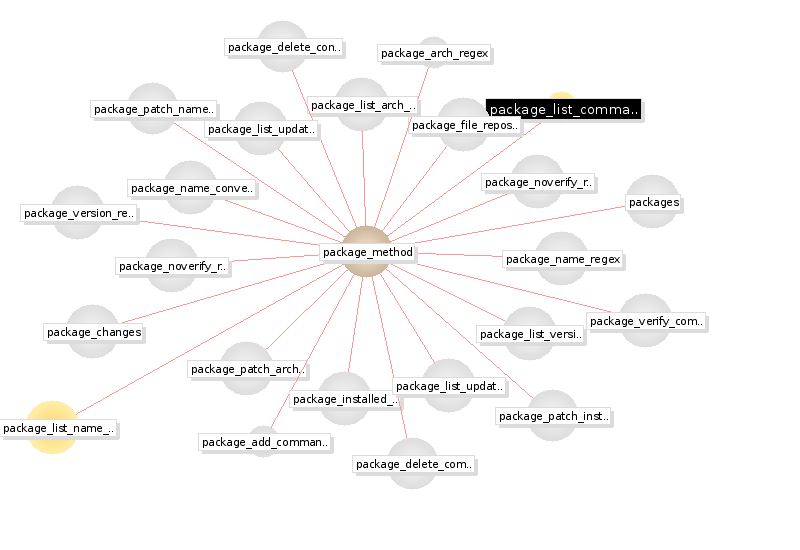 package_delete_con..
package_arch_regex
package_patch_name..
package_list_arch_..
package_list_comma..
package_list_updat..
package_file_repos..
package_name_conve..
package_noverify_r..
packages
package_version_re..
package_method
package_noverify_r..
package_name_regex
package_changes
package_list_versi..
package_verify_com..
package_patch_arch..
package_installed_..
package_list_updat..
package_patch_inst..
package_list_name_..
package_add_comman..
package_delete_com..